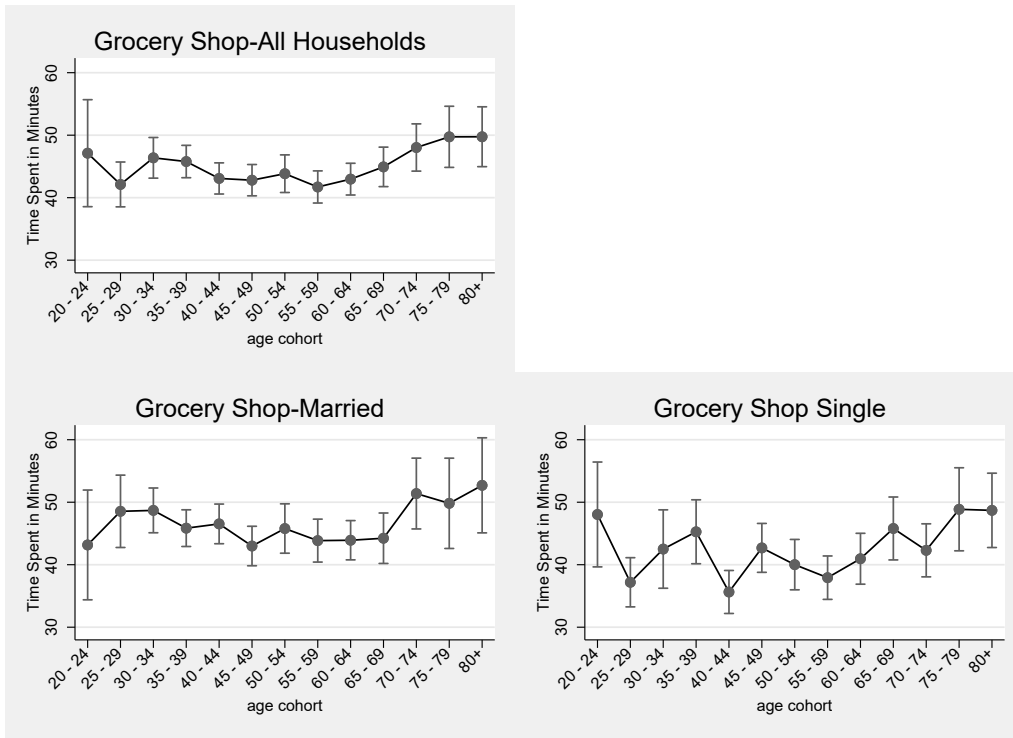 Grocery Shop-All Households
Time Spent in Minutes
60
50
40
30
20 - 24
25 - 29
30 - 34
35 - 39
40 - 44
45 - 49
50 - 54
55 - 59
60 - 64
65 - 69
70 - 74
75 - 79
80+
age cohort
Grocery Shop-Married
Time Spent in Minutes
60
50
40
30
20 - 24
25 - 29
30 - 34
35 - 39
40 - 44
45 - 49
50 - 54
55 - 59
60 - 64
65 - 69
70 - 74
75 - 79
80+
age cohort
Grocery Shop Single
Time Spent in Minutes
60
50
40
30
20 - 24
25 - 29
30 - 34
35 - 39
40 - 44
45 - 49
50 - 54
55 - 59
60 - 64
65 - 69
70 - 74
75 - 79
80+
age cohort